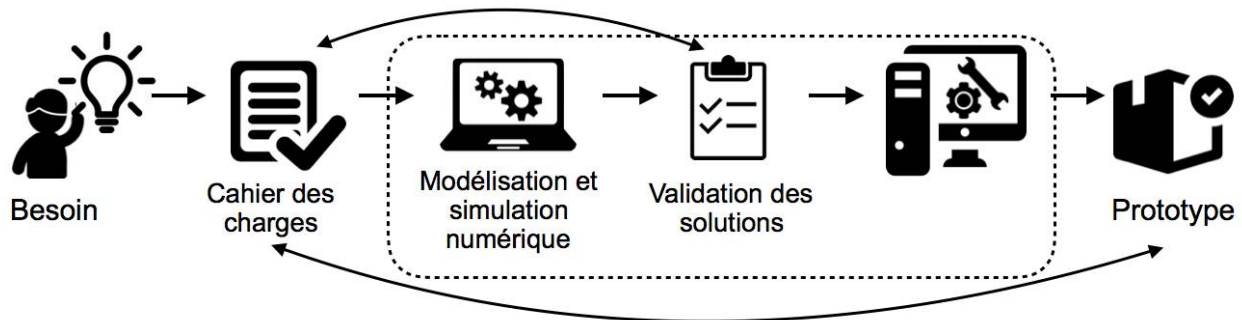 Besoin
Cahier des
charges
Modélisation et
simulation
numérique
Validation des
solutions
Prototype